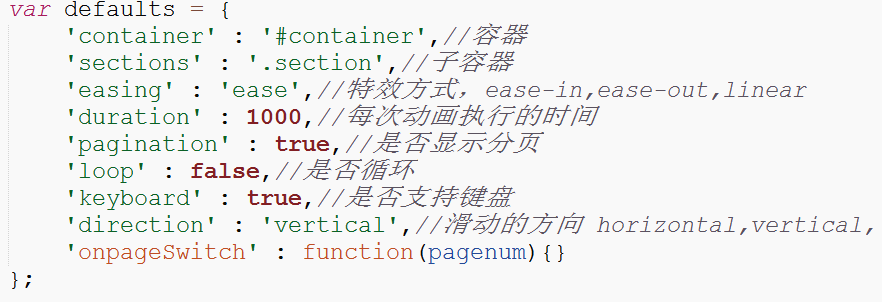 var defaults = {
'container' : '#container',//容器
'sections' : '.section',//子容器
'easing' : 'ease',//特效方式，ease-in,ease-out,linear
'duration' : 1000,//每次动画执行的时间
'pagination' : true,//是否显示分页
'loop' : false,//是否循环
'keyboard' : true,//是否支持键盘
'direction' : 'vertical',//滑动的方向 horizontal,vertical,
'onpageSwitch' : function(pagenum){}
};